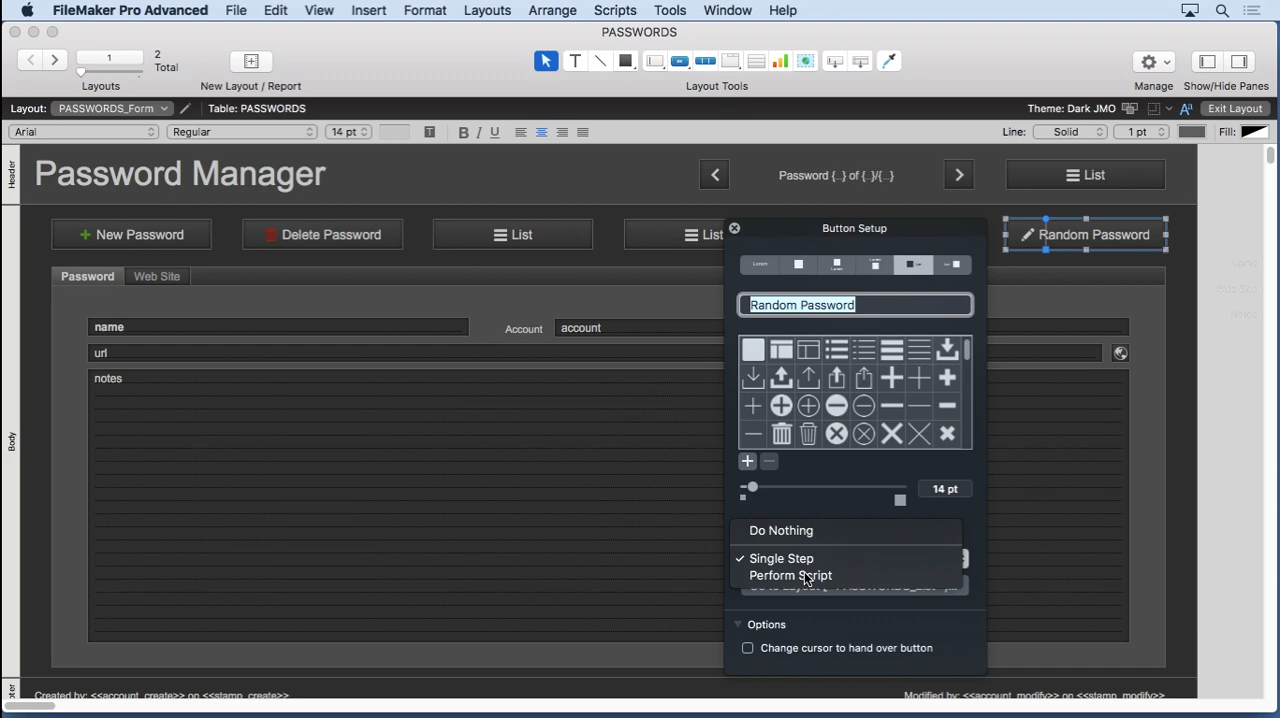 FileMaker Pro Advanced File Edit View Insert Format Layouts Arrange Scripts Tools Window Help
PASSWORDS
1
2
Total
Layouts
New Layout / Report
Layout Tools
Manage
Show/Hide Panes
Layout: PASSWORDS_Form Table: PASSWORDS Theme: Dark JMO Exit Layout
Arial Regular 14 pt B I U Line: Solid 1 pt Fill:
Header
Password Manager
Password {..} of {..}/{..}
List
New Password
Delete Password
List
List
Random Password
Button Setup
Random Password
14 pt
Do Nothing
Single Step
Perform Script
Options
Change cursor to hand over button
Password Web Site
name
Account
account
url
notes
Body
Created by: <<account_create>> on <<stamp_create>>
Modified by: <<account_modify>> on <<stamp_modify>>